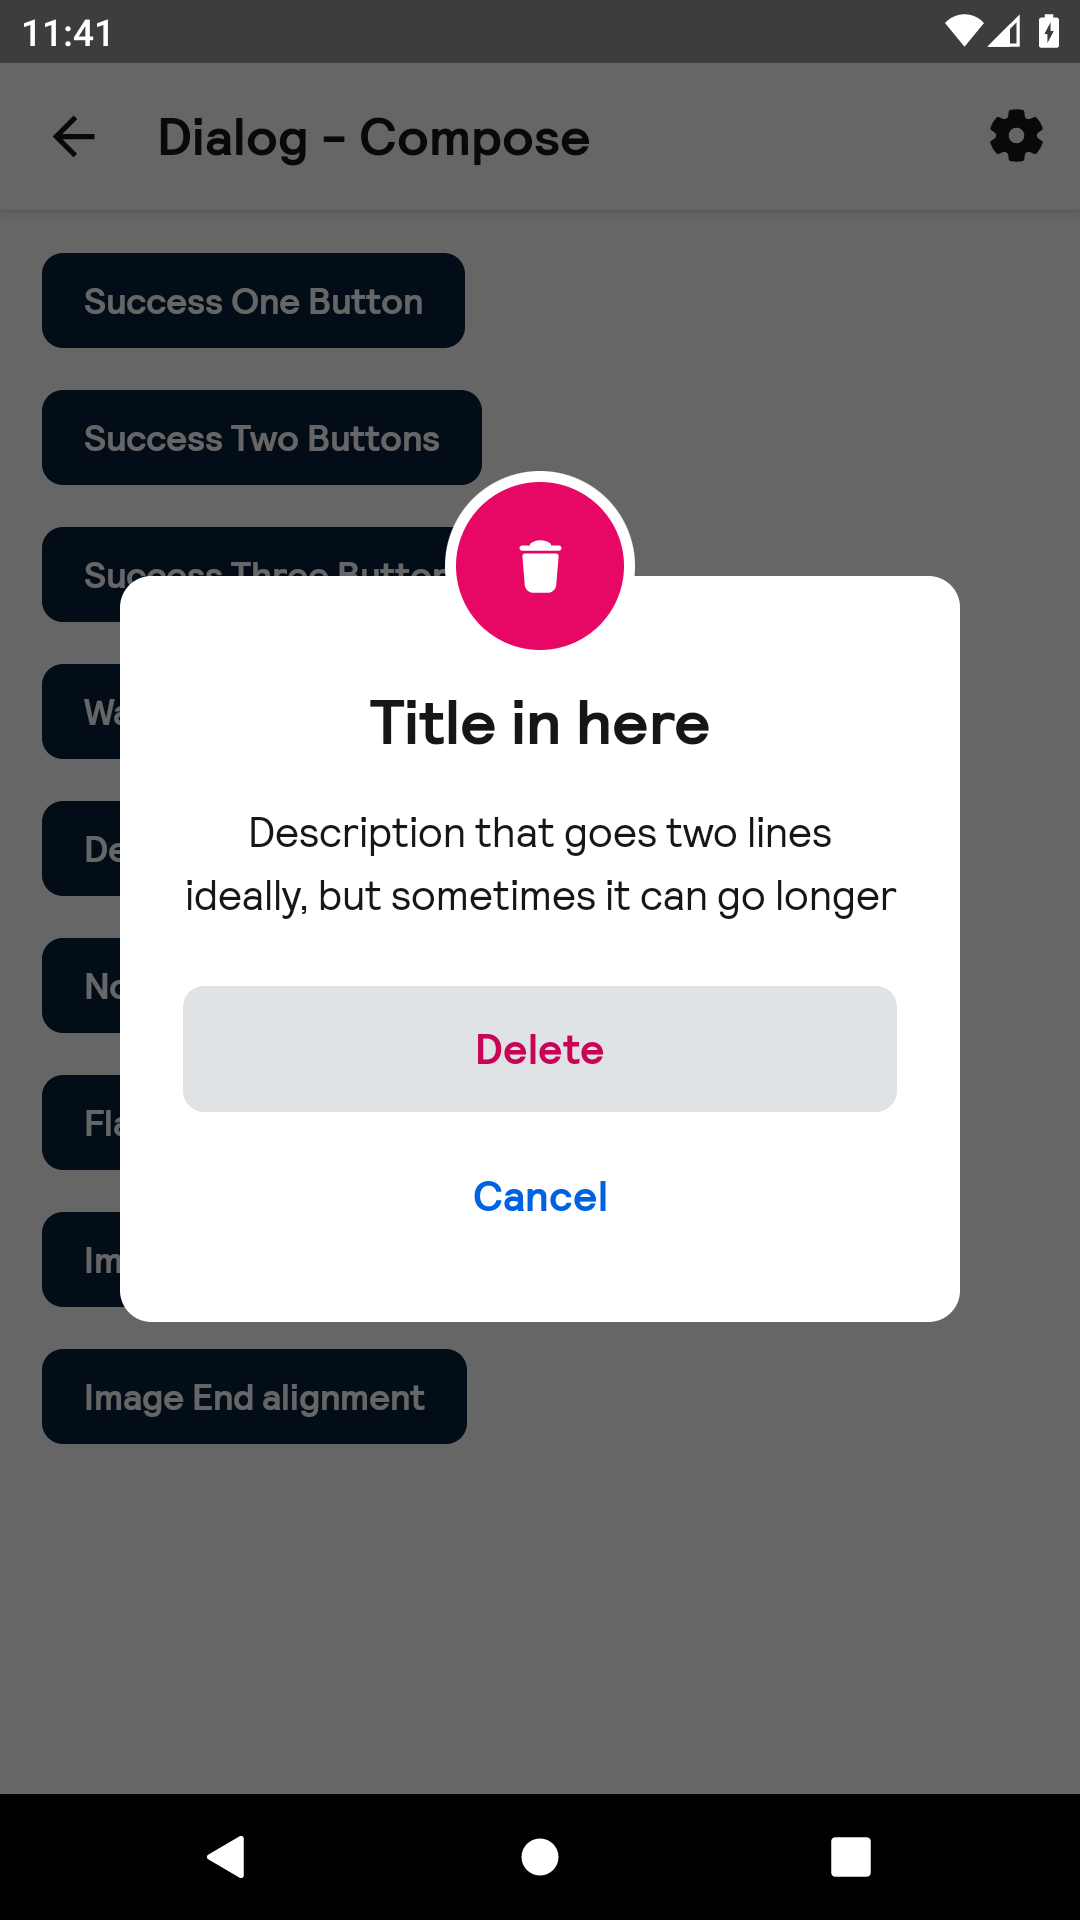 11:41
Dialog - Compose
Success One Button
Success Two Buttons
Title in here
Description that goes two lines
ideally, but sometimes it can go longer
Delete
Cancel
Image End alignment